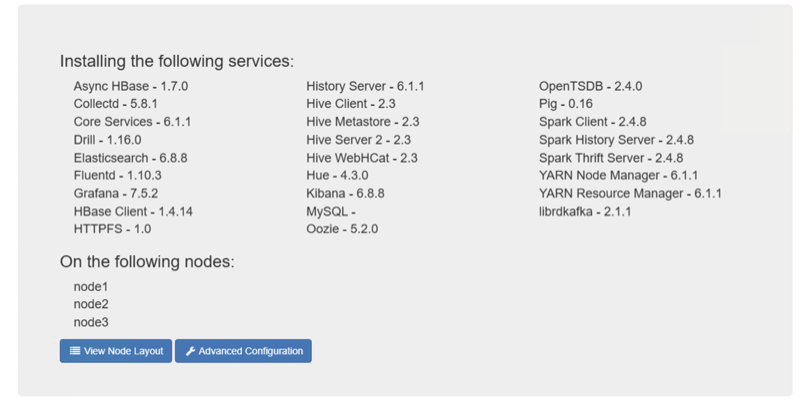 Installing the following services:
Async HBase - 1.7.0
Collectd - 5.8.1
Core Services - 6.1.1
Drill - 1.16.0
Elasticsearch - 6.8.8
Fluentd - 1.10.3
Grafana - 7.5.2
HBase Client - 1.4.14
HTTPFS - 1.0
History Server - 6.1.1
Hive Client - 2.3
Hive Metastore - 2.3
Hive Server 2 - 2.3
Hive WebHCat - 2.3
Hue - 4.3.0
Kibana - 6.8.8
MySQL -
Oozie - 5.2.0
OpenTSDB - 2.4.0
Pig - 0.16
Spark Client - 2.4.8
Spark History Server - 2.4.8
Spark Thrift Server - 2.4.8
YARN Node Manager - 6.1.1
YARN Resource Manager - 6.1.1
librdkafka - 2.1.1
On the following nodes:
node1
node2
node3
View Node Layout
Advanced Configuration